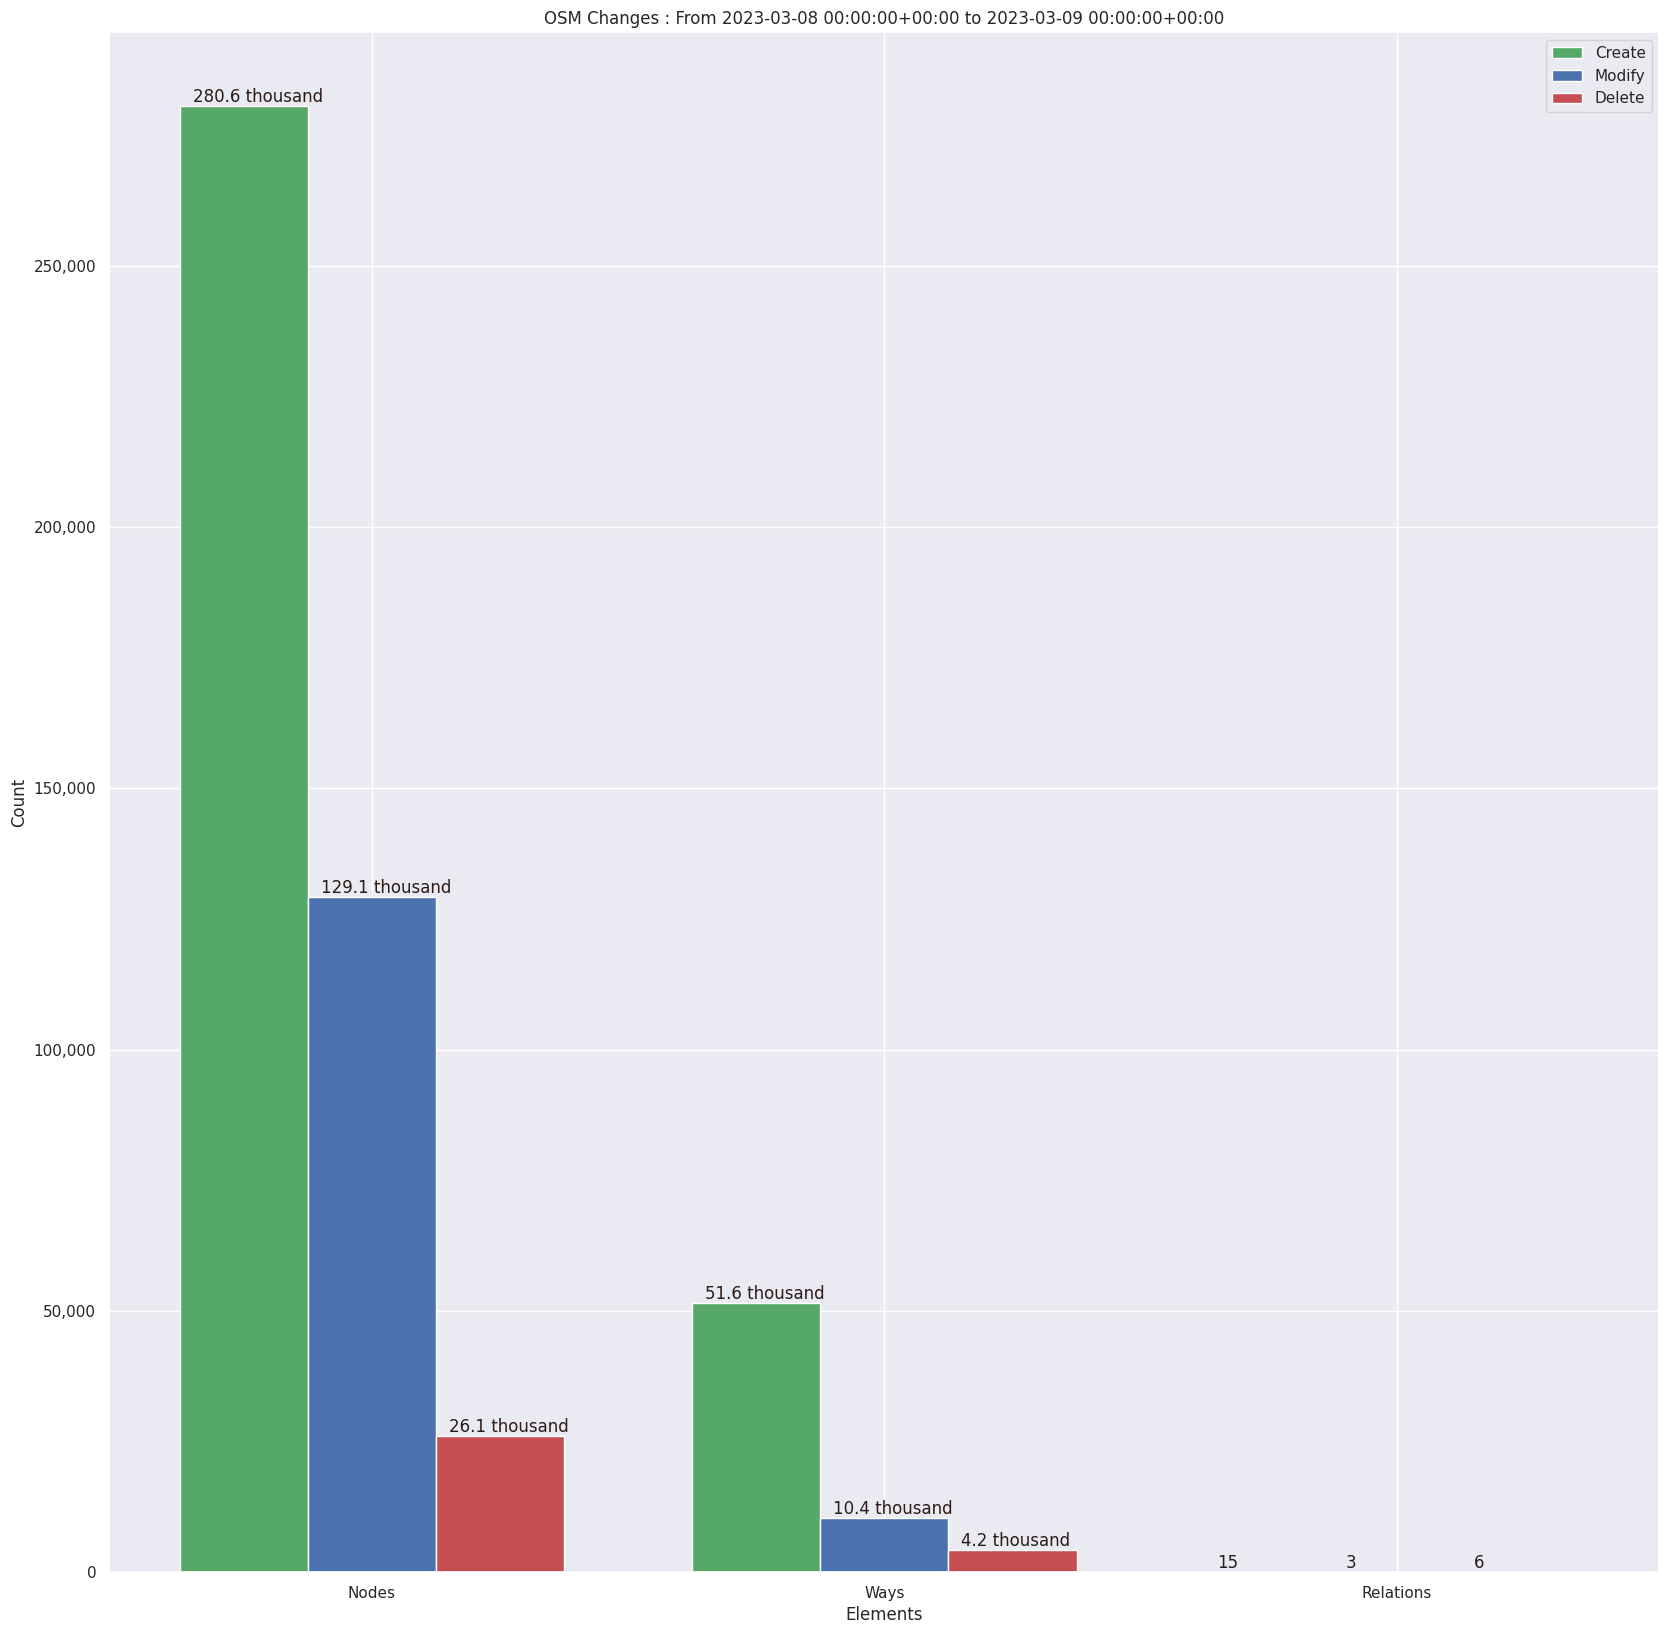 OSM Changes : From 2023-03-08 00:00:00+00:00 to 2023-03-09 00:00:00+00:00
Create
Modify
Delete
280.6 thousand
129.1 thousand
26.1 thousand
51.6 thousand
10.4 thousand
4.2 thousand
15
3
6
250,000
200,000
150,000
100,000
50,000
0
Count
Nodes
Ways
Relations
Elements